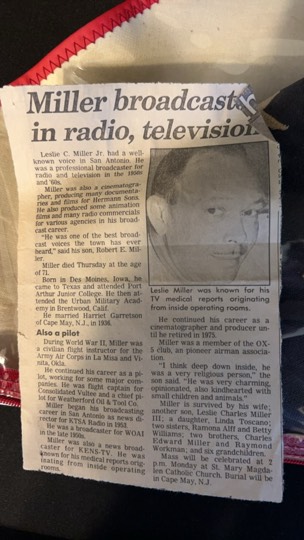 Miller broadcasts
in radio, television
Leslie C. Miller Jr. had a well-
known voice in San Antonio. He
was a professional broadcaster for
radio and television in the 1950s
and '60s.
Miller was also a cinematogra-
pher, producing many documenta-
ries and films for Hermann Sons.
He also produced some animation
films and many radio commercials
for various agencies in his broad-
cast career.
"He was one of the best broad-
cast voices the town has ever
heard," said his son, Robert E. Mil-
ler.
Miller died Thursday at the age
of 71.
Born in Des Moines, Iowa, he
came to Texas and attended Port
Arthur Junior College. He then at-
tended the Urban Military Acad-
emy in Brentwood, Calif.
He married Harriet Garretson
of Cape May, N.J., in 1936.
Also a pilot
During World War II, Miller was
a civilian flight instructor for the
Army Air Corps in La Misa and Vi-
nita, Okla.
He continued his career as a pi-
lot, working for some major com-
panies. He was flight captain for
Consolidated Vultee and chief pi-
lot for Weatherford Oil & Tool Co.
Miller began his broadcasting
career in San Antonio as news di-
rector for KTSA Radio in 1953.
He was a broadcaster for WOAI
in the late 1950s.
Miller was also a news broad-
caster for KENS-TV. He was
known for his medical reports orig-
inating from inside operating
rooms.
Leslie Miller was known for his
TV medical reports originating
from inside operating rooms.
He continued his career as a
cinematographer and producer un-
til he retired in 1975.
Miller was a member of the OX-
5 club, an pioneer airman associa-
tion.
"I think deep down inside, he
was a very religious person," the
son said. "He was very charming,
opinionated, also kindhearted with
small children and animals."
Miller is survived by his wife;
another son, Leslie Charles Miller
III; a daughter, Linda Toscano;
two sisters, Ramona Aiff and Betty
Williams; two brothers, Charles
Edward Miller and Raymond
Workman; and six grandchildren.
Mass will be celebrated at 2
p.m. Monday at St. Mary Magda-
len Catholic Church. Burial will be
in Cape May, N.J.